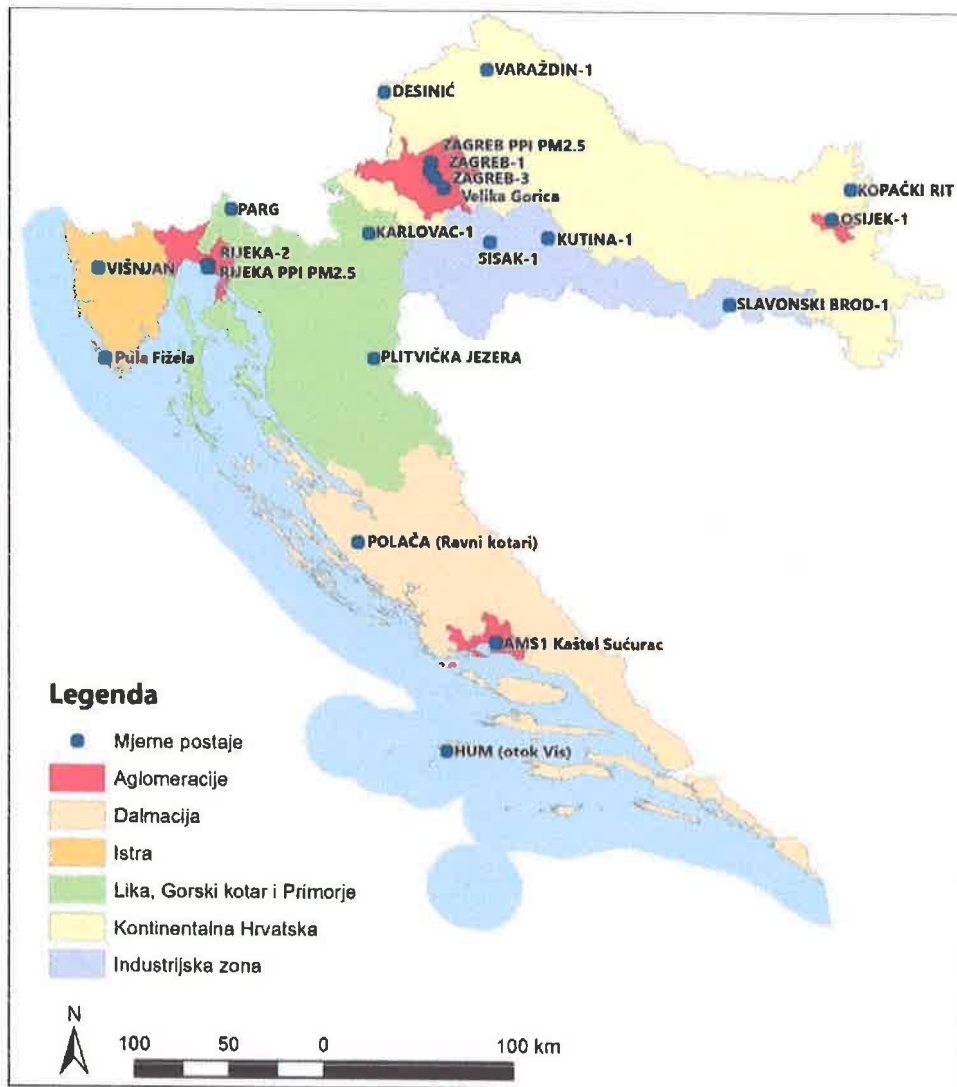 VARAŽDIN-1
DESINIĆ
ZAGREB PPI PM2.5
ZAGREB-1
ZAGREB-3
Velika Gorica
KOPAČKI RIT
OSIJEK-1
PARG
KARLOVAC-1
KUTINA-1
SISAK-1
RIJEKA-2
RIJEKA PPI PM2.5
VIŠNJAN
SLAVONSKI BROD-1
Pula Fižela
PLITVIČKA JEZERA
POLAČA (Ravni kotari)
AMS1 Kaštel Sućurac
HUM (otok Vis)
Legenda
Mjerne postaje
Aglomeracije
Dalmacija
Istra
Lika, Gorski kotar i Primorje
Kontinentalna Hrvatska
Industrijska zona
N
100 50 0 100 km